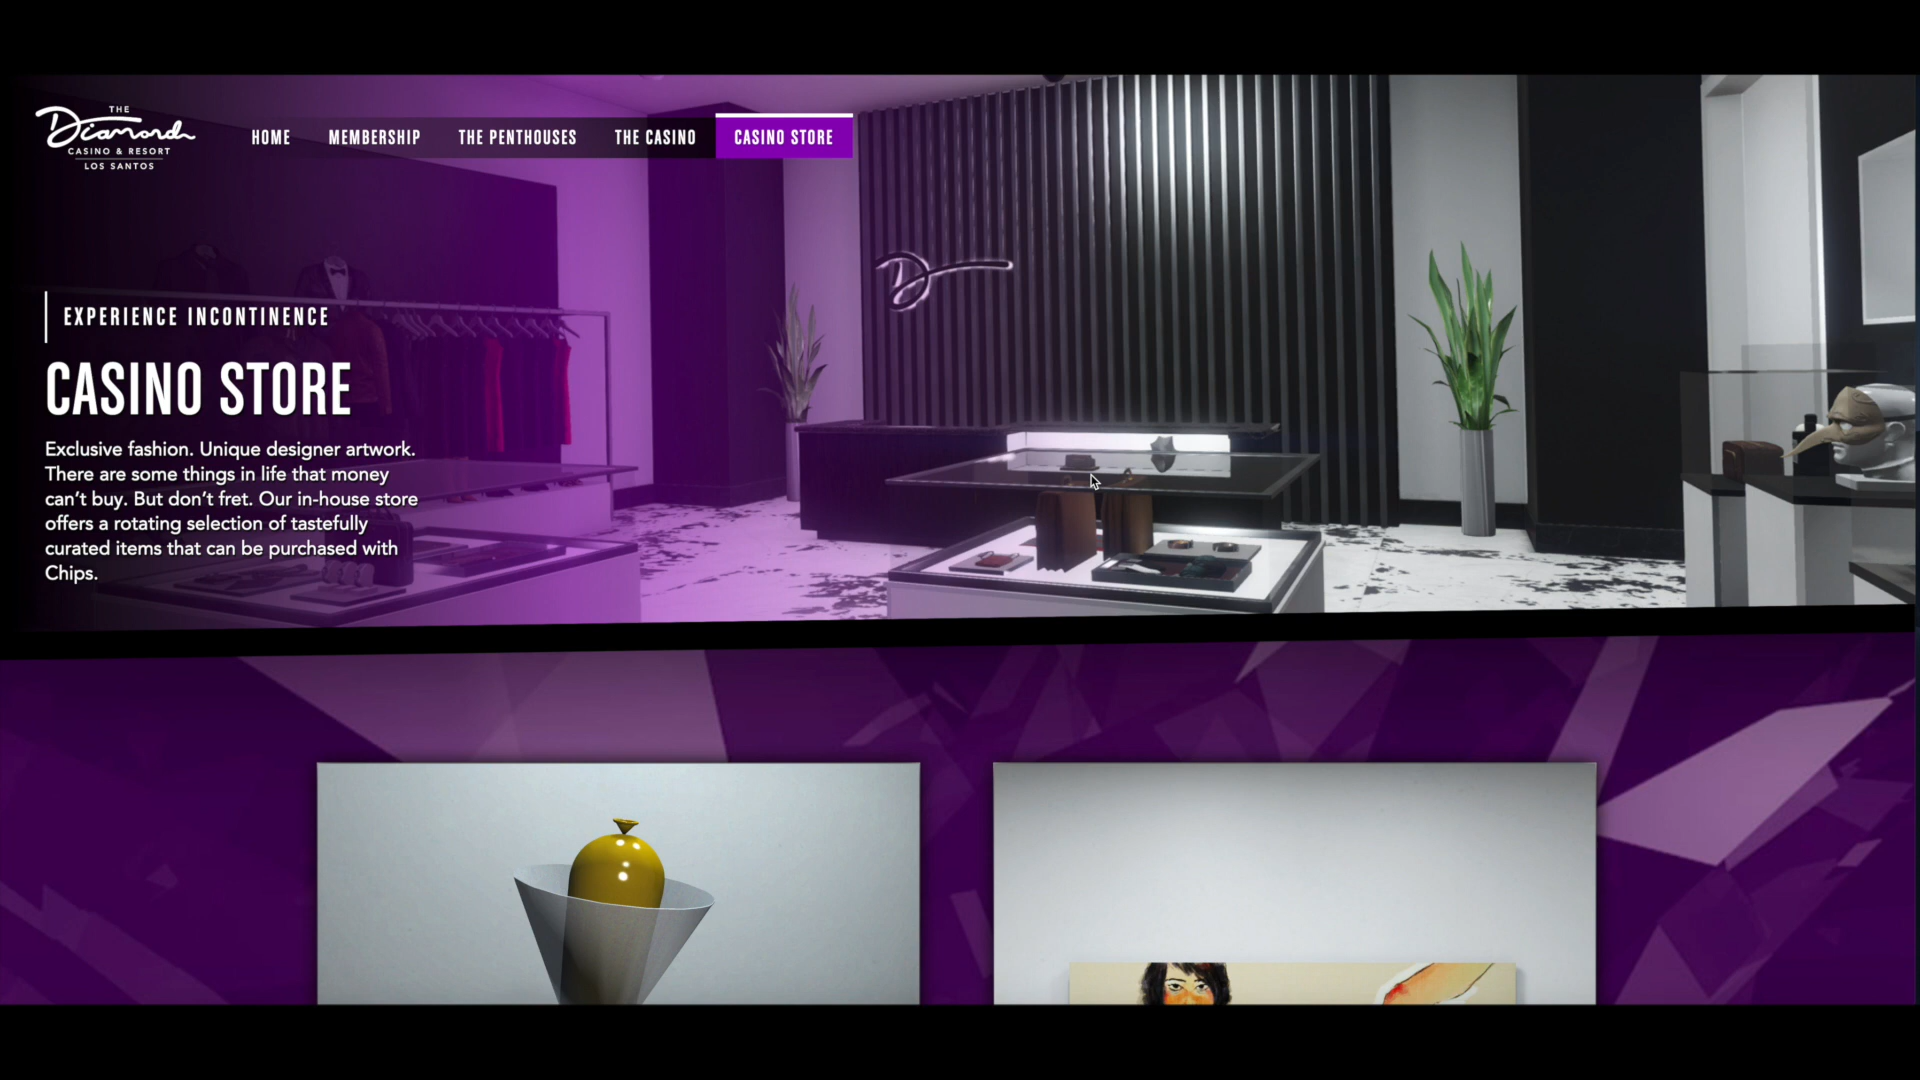 THE
Diamond
CASINO & RESORT
LOS SANTOS
HOME
MEMBERSHIP
THE PENTHOUSES
THE CASINO
CASINO STORE
EXPERIENCE INCONTINENCE
CASINO STORE
Exclusive fashion. Unique designer artwork.
There are some things in life that money
can’t buy. But don’t fret. Our in-house store
offers a rotating selection of tastefully
curated items that can be purchased with
Chips.
D